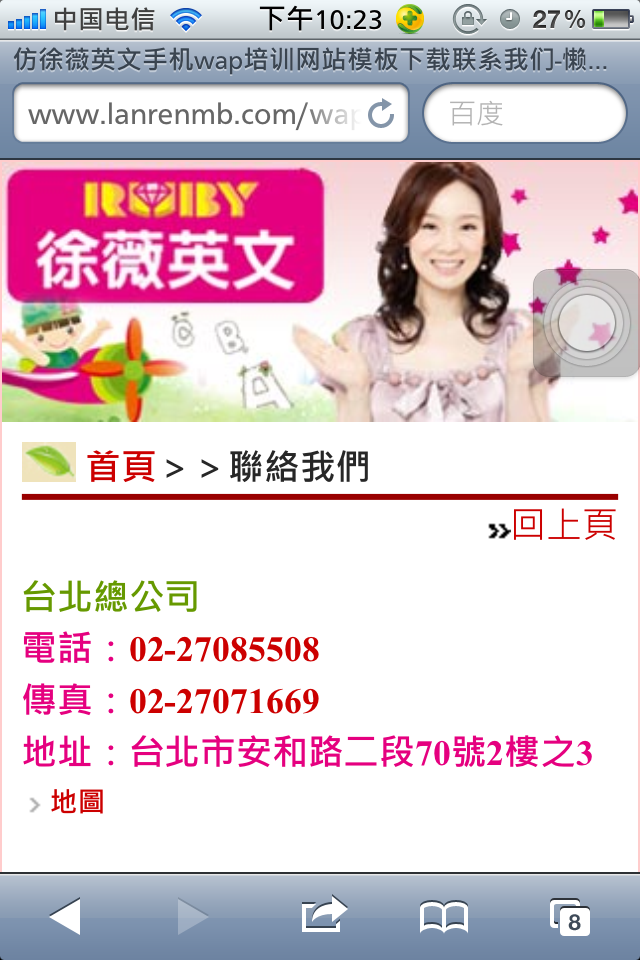 中国电信 下午10:23 27%
仿徐薇英文手机wap培训网站模板下载联系我们-懒...
www.lanrenmb.com/wap 百度
RUBY
徐薇英文
C B A
首頁 > > 聯絡我們
回上頁
台北總公司
電話：02-27085508
傳真：02-27071669
地址：台北市安和路二段70號2樓之3
地圖
8